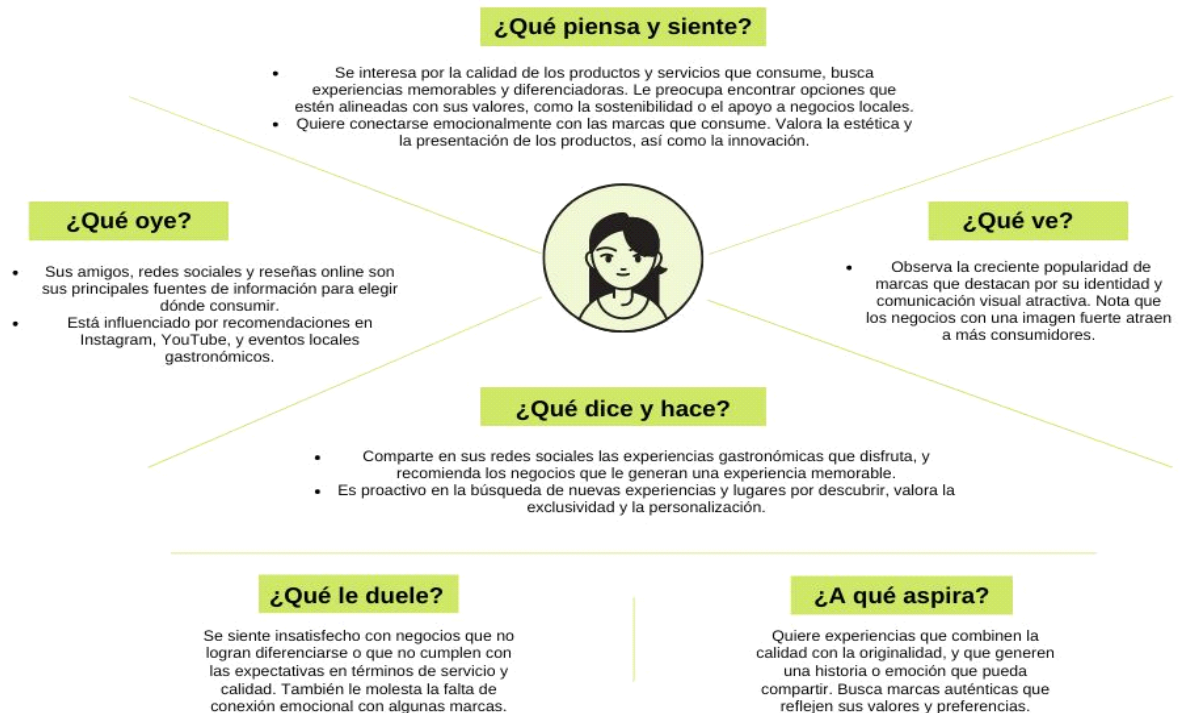 ¿Qué piensa y siente?
• Se interesa por la calidad de los productos y servicios que consume, busca
experiencias memorables y diferenciadoras. Le preocupa encontrar opciones que
estén alineadas con sus valores, como la sostenibilidad o el apoyo a negocios locales.
• Quiere conectarse emocionalmente con las marcas que consume. Valora la estética y
la presentación de los productos, así como la innovación.
¿Qué oye?
• Sus amigos, redes sociales y reseñas online son
sus principales fuentes de información para elegir
dónde consumir.
• Está influenciado por recomendaciones en
Instagram, YouTube, y eventos locales
gastronómicos.
¿Qué ve?
• Observa la creciente popularidad de
marcas que destacan por su identidad y
comunicación visual atractiva. Nota que
los negocios con una imagen fuerte atraen
a más consumidores.
¿Qué dice y hace?
• Comparte en sus redes sociales las experiencias gastronómicas que disfruta, y
recomienda los negocios que le generan una experiencia memorable.
• Es proactivo en la búsqueda de nuevas experiencias y lugares por descubrir, valora la
exclusividad y la personalización.
¿Qué le duele?
Se siente insatisfecho con negocios que no
logran diferenciarse o que no cumplen con
las expectativas en términos de servicio y
calidad. También le molesta la falta de
conexión emocional con algunas marcas.
¿A qué aspira?
Quiere experiencias que combinen la
calidad con la originalidad, y que generen
una historia o emoción que pueda
compartir. Busca marcas auténticas que
reflejen sus valores y preferencias.